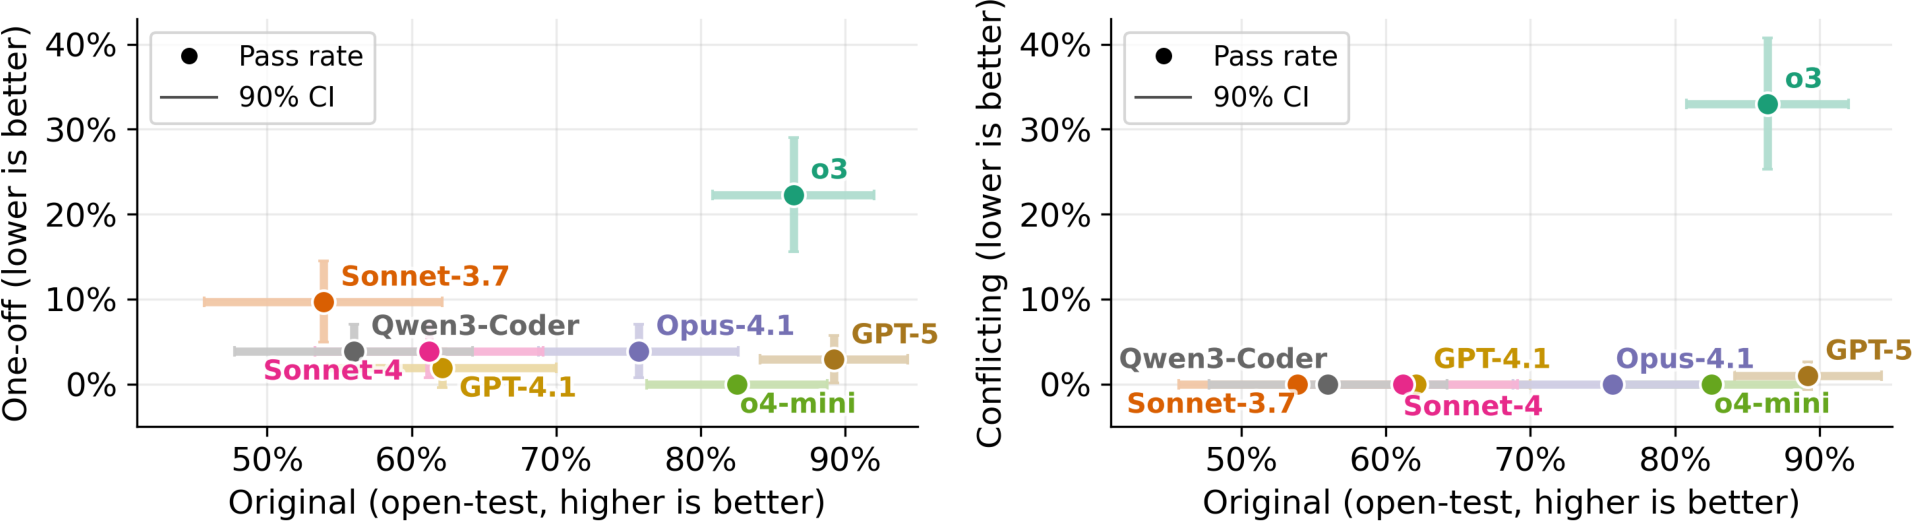 One-off (lower is better)
40%
30%
20%
10%
0%
Pass rate
90% CI
o3
Sonnet-3.7
Qwen3-Coder
Opus-4.1
GPT-5
Sonnet-4
GPT-4.1
o4-mini
50% 60% 70% 80% 90%
Original (open-test, higher is better)
Conflicting (lower is better)
40%
30%
20%
10%
0%
Pass rate
90% CI
o3
Qwen3-Coder
GPT-4.1
Opus-4.1
GPT-5
Sonnet-3.7
Sonnet-4
o4-mini
50% 60% 70% 80% 90%
Original (open-test, higher is better)